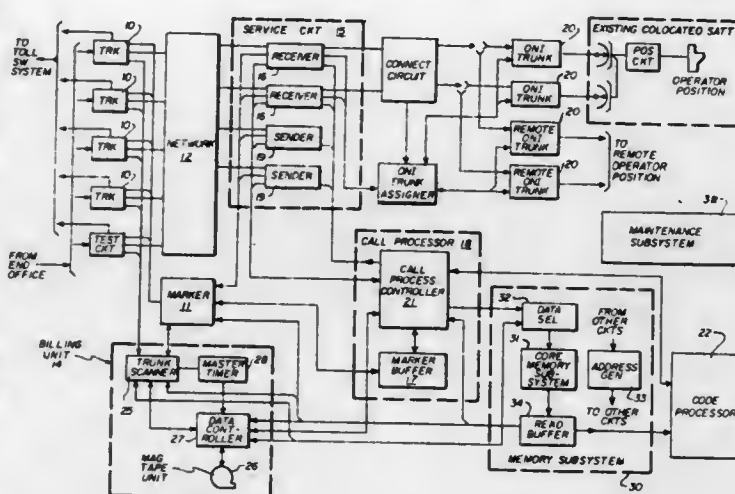 SERVICE CKT 15
EXISTING COLOCATED SATT
TO
TOLL
SW
SYSTEM
10
TRK
10
TRK
10
TRK
10
TRK
TEST
CKT
FROM
END
OFFICE
NETWORK
12
RECEIVER
16
RECEIVER
16
SENDER
19
SENDER
19
CONNECT
CIRCUIT
ONI
TRUNK
ASSIGNER
20
ONI
TRUNK
20
ONI
TRUNK
20
REMOTE
ONI
TRUNK
20
REMOTE
ONI
TRUNK
POS
CKT
OPERATOR
POSITION
TO
REMOTE
OPERATOR
POSITION
38
MAINTENANCE
SUBSYSTEM
CALL PROCESSOR 18
CALL
PROCESS
CONTROLLER
21
MARKER
BUFFER
17
MARKER
11
BILLING
UNIT
14
TRUNK
SCANNER
25
MASTER
TIMER
28
DATA
CONT-
ROLLER
27
MAG
TAPE
UNIT
26
32
DATA
SEL
31
CORE
MEMORY
SUB-
SYSTEM
34
READ
BUFFER
FROM
OTHER
CKTS
ADDRESS
GEN
33
TO OTHER
CKTS
MEMORY SUBSYSTEM
30
22
CODE
PROCESSOR